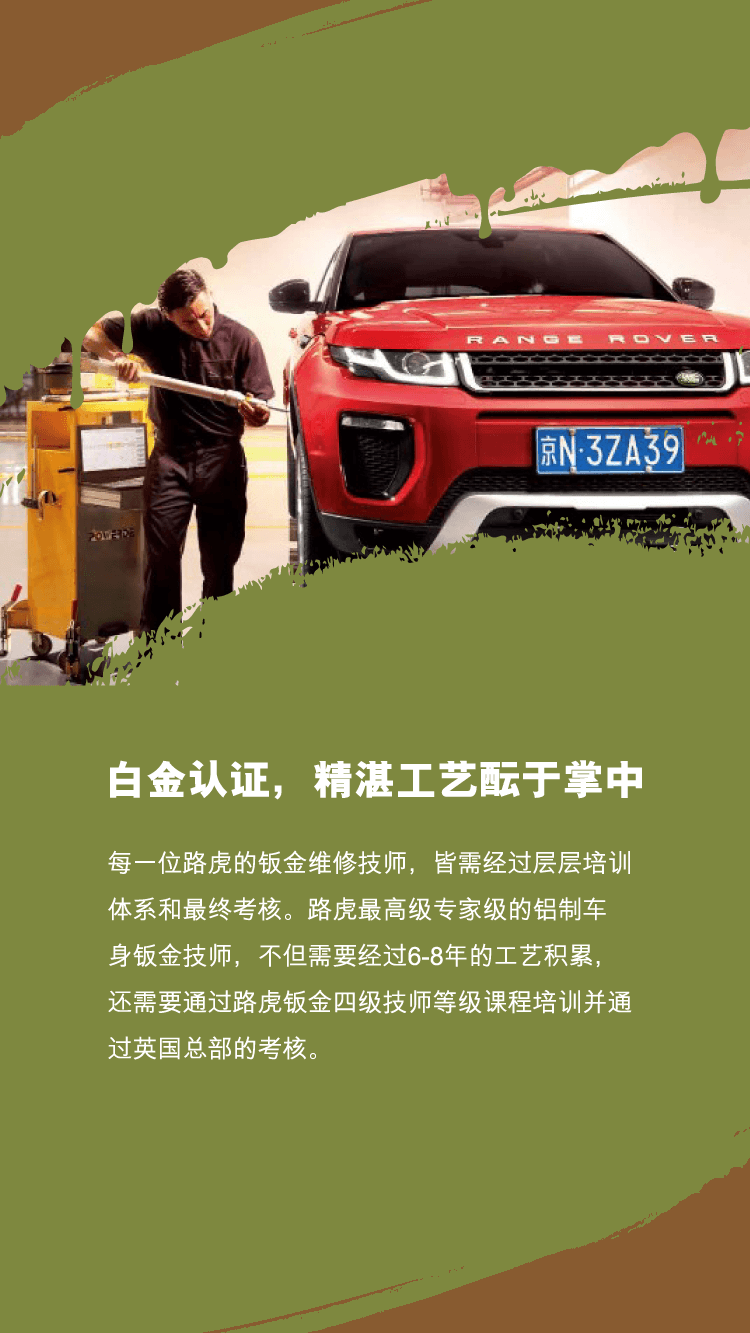 RANGE ROVER
京N·3ZA39
白金认证，精湛工艺酝于掌中
每一位路虎的钣金维修技师，皆需经过层层培训
体系和最终考核。路虎最高级专家级的铝制车
身钣金技师，不但需要经过6-8年的工艺积累，
还需要通过路虎钣金四级技师等级课程培训并通
过英国总部的考核。